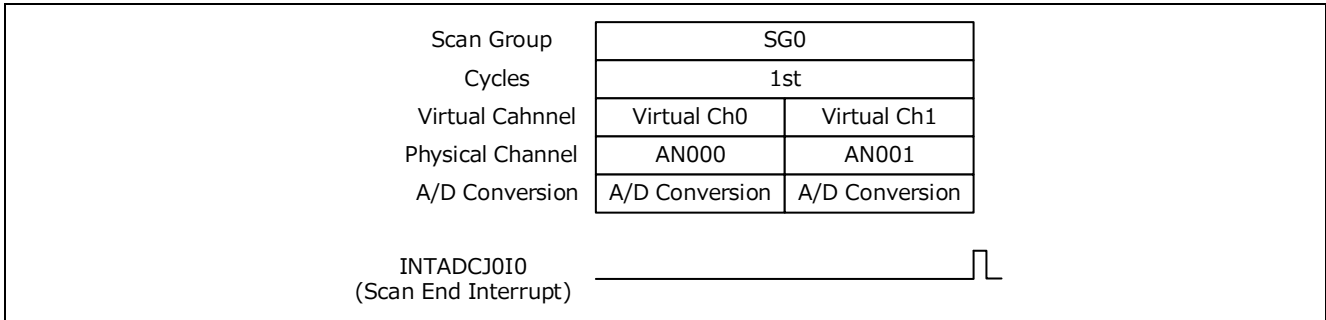 Scan Group SG0
Cycles 1st
Virtual Cahnnel Virtual Ch0 Virtual Ch1
Physical Channel AN000 AN001
A/D Conversion A/D Conversion A/D Conversion
INTADCJ0I0
(Scan End Interrupt)